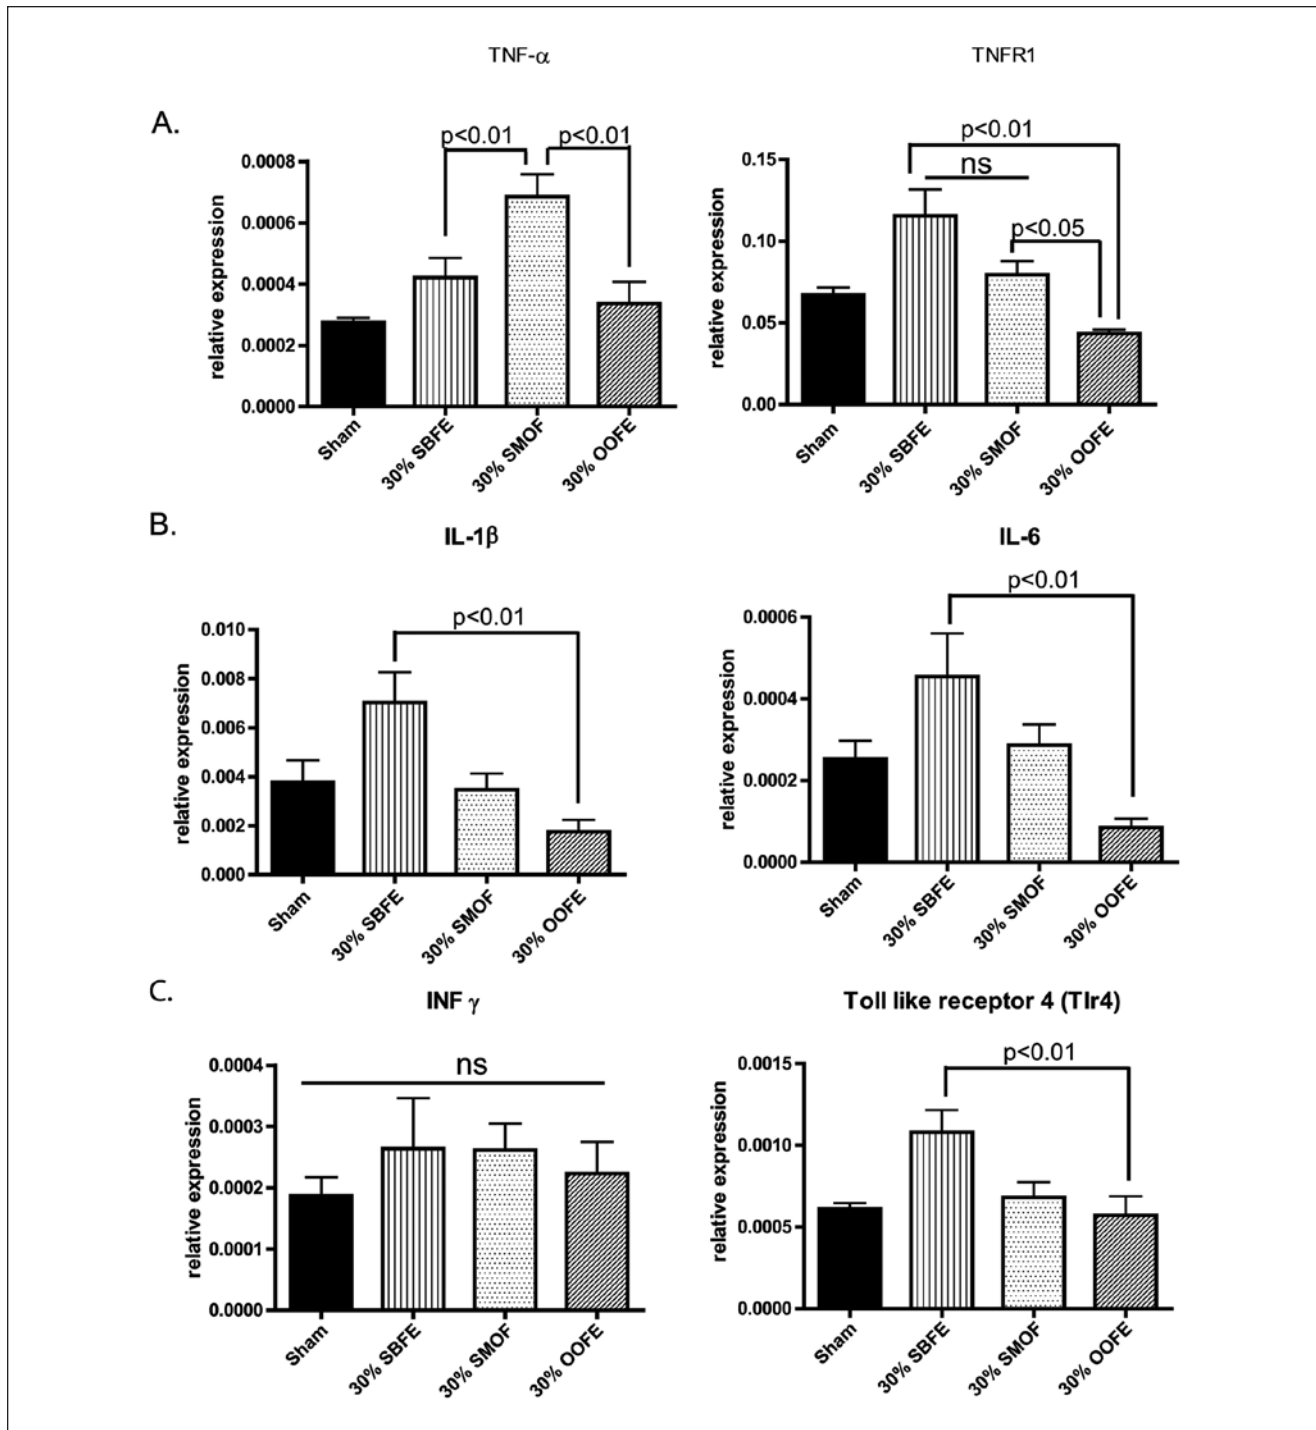 TNF-α
TNFR1
A.
p<0.01
p<0.01
0.0008
0.0006
0.0004
0.0002
0.0000
relative expression
Sham
30% SBFE
30% SMOF
30% OOFE
p<0.01
ns
p<0.05
0.15
0.10
0.05
0.00
relative expression
Sham
30% SBFE
30% SMOF
30% OOFE
B.
IL-1β
IL-6
p<0.01
0.010
0.008
0.006
0.004
0.002
0.000
relative expression
Sham
30% SBFE
30% SMOF
30% OOFE
p<0.01
0.0006
0.0004
0.0002
0.0000
relative expression
Sham
30% SBFE
30% SMOF
30% OOFE
C.
INF γ
Toll like receptor 4 (Tlr4)
ns
0.0004
0.0003
0.0002
0.0001
0.0000
relative expression
Sham
30% SBFE
30% SMOF
30% OOFE
p<0.01
0.0015
0.0010
0.0005
0.0000
relative expression
Sham
30% SBFE
30% SMOF
30% OOFE